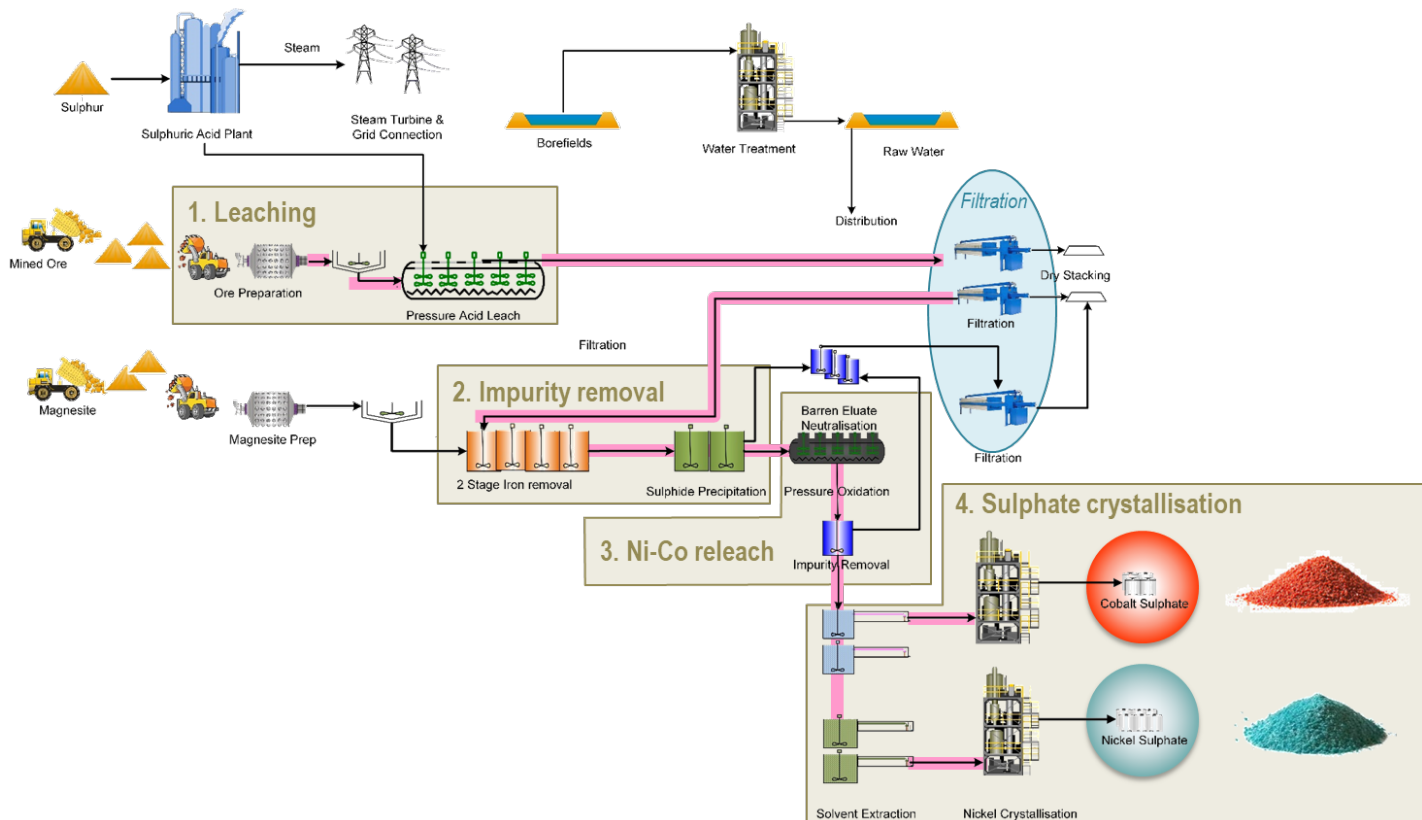 Steam
Sulphur
Sulphuric Acid Plant
Steam Turbine &
Grid Connection
Borefields
Water Treatment
Raw Water
Distribution
1. Leaching
Filtration
Mined Ore
Ore Preparation
Pressure Acid Leach
Dry Stacking
Filtration
Filtration
Magnesite
Magnesite Prep
2. Impurity removal
Barren Eluate
Neutralisation
Filtration
2 Stage Iron removal
Sulphide Precipitation
Pressure Oxidation
3. Ni-Co releach
Impurity Removal
4. Sulphate crystallisation
Cobalt Sulphate
Nickel Sulphate
Solvent Extraction
Nickel Crystallisation